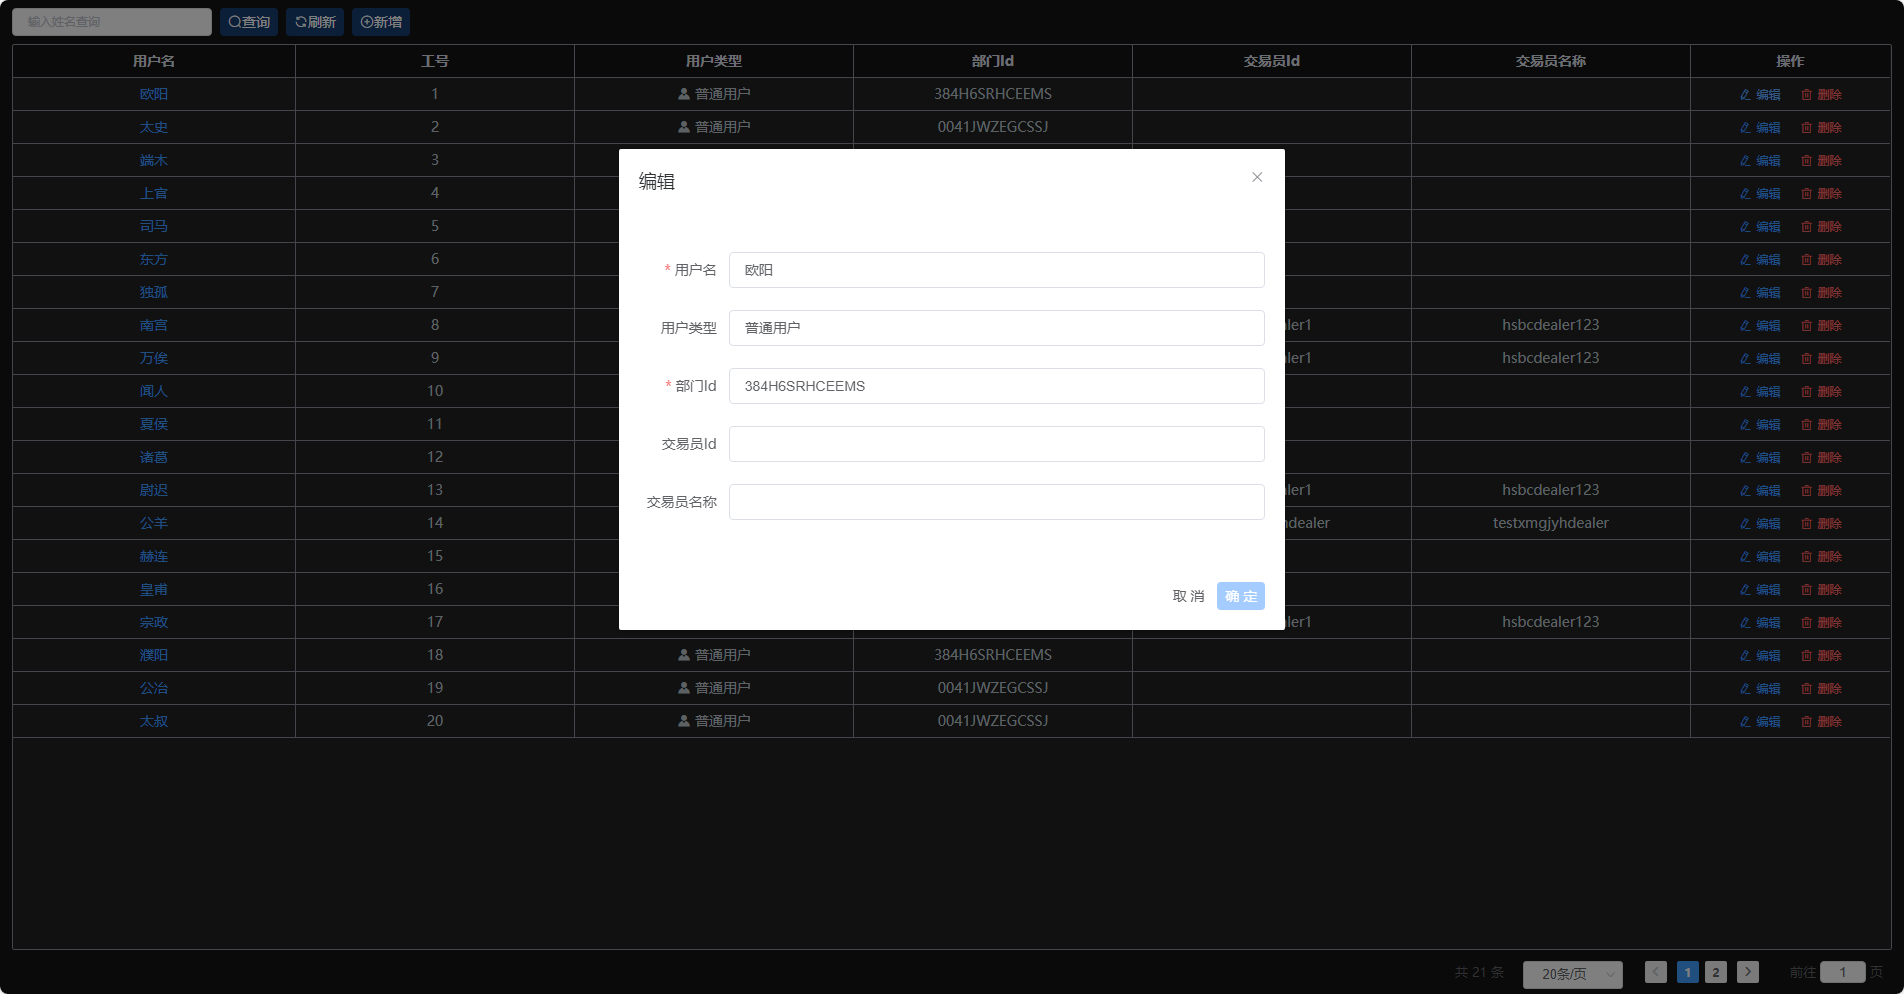 输入姓名查询 查询 刷新 新增
用户名 工号 用户类型 部门Id 交易员Id 交易员名称 操作
欧阳 1 普通用户 384H6SRHCEEMS 编辑 删除
太史 2 普通用户 0041JWZEGCSSJ 编辑 删除
端木 3 编辑 删除
上官 4 编辑 删除
司马 5 编辑 删除
东方 6 编辑 删除
独孤 7 编辑 删除
南宫 8 ler1 hsbcdealer123 编辑 删除
万俟 9 ler1 hsbcdealer123 编辑 删除
闻人 10 编辑 删除
夏侯 11 编辑 删除
诸葛 12 编辑 删除
尉迟 13 ler1 hsbcdealer123 编辑 删除
公羊 14 dealer testxmgjyhdealer 编辑 删除
赫连 15 编辑 删除
皇甫 16 编辑 删除
宗政 17 ler1 hsbcdealer123 编辑 删除
濮阳 18 普通用户 384H6SRHCEEMS 编辑 删除
公冶 19 普通用户 0041JWZEGCSSJ 编辑 删除
太叔 20 普通用户 0041JWZEGCSSJ 编辑 删除
编辑
* 用户名 欧阳
用户类型 普通用户
* 部门Id 384H6SRHCEEMS
交易员Id
交易员名称
取 消 确 定
共 21 条 20条/页 1 2 前往 1 页